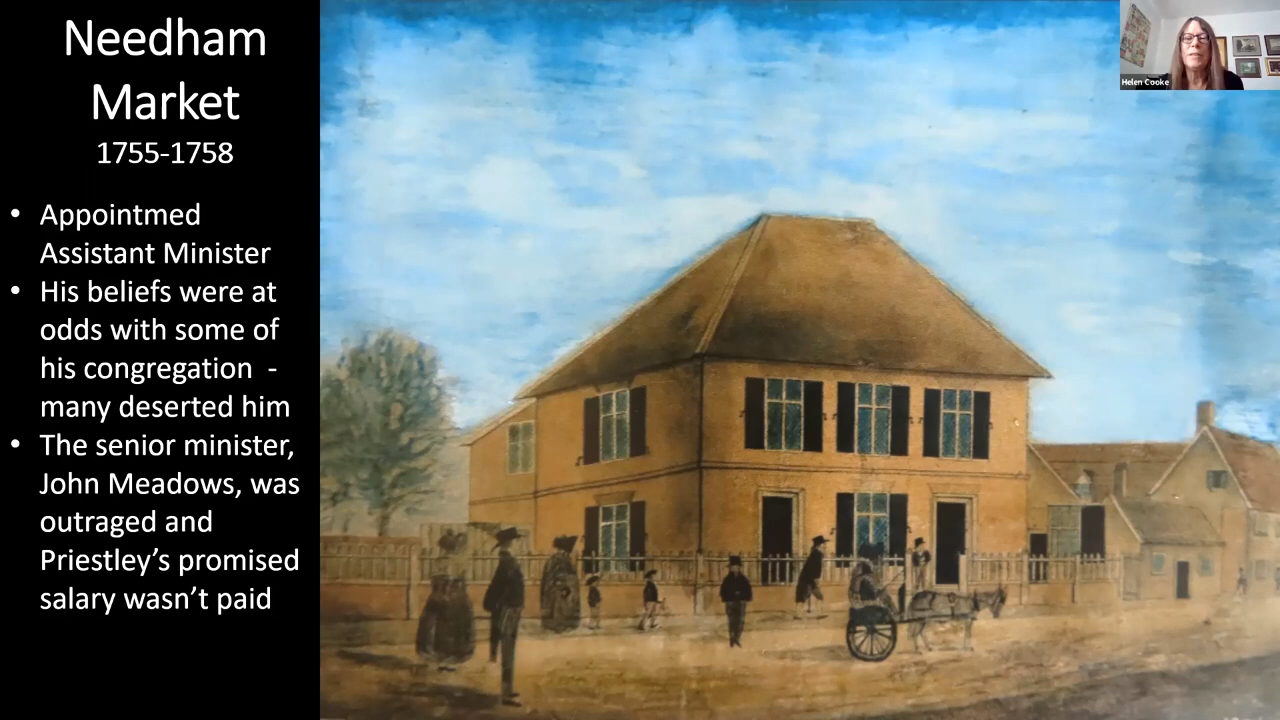 Needham
Market
1755-1758
• Appointmed
Assistant Minister
• His beliefs were at
odds with some of
his congregation -
many deserted him
• The senior minister,
John Meadows, was
outraged and
Priestley’s promised
salary wasn’t paid
Helen Cooke